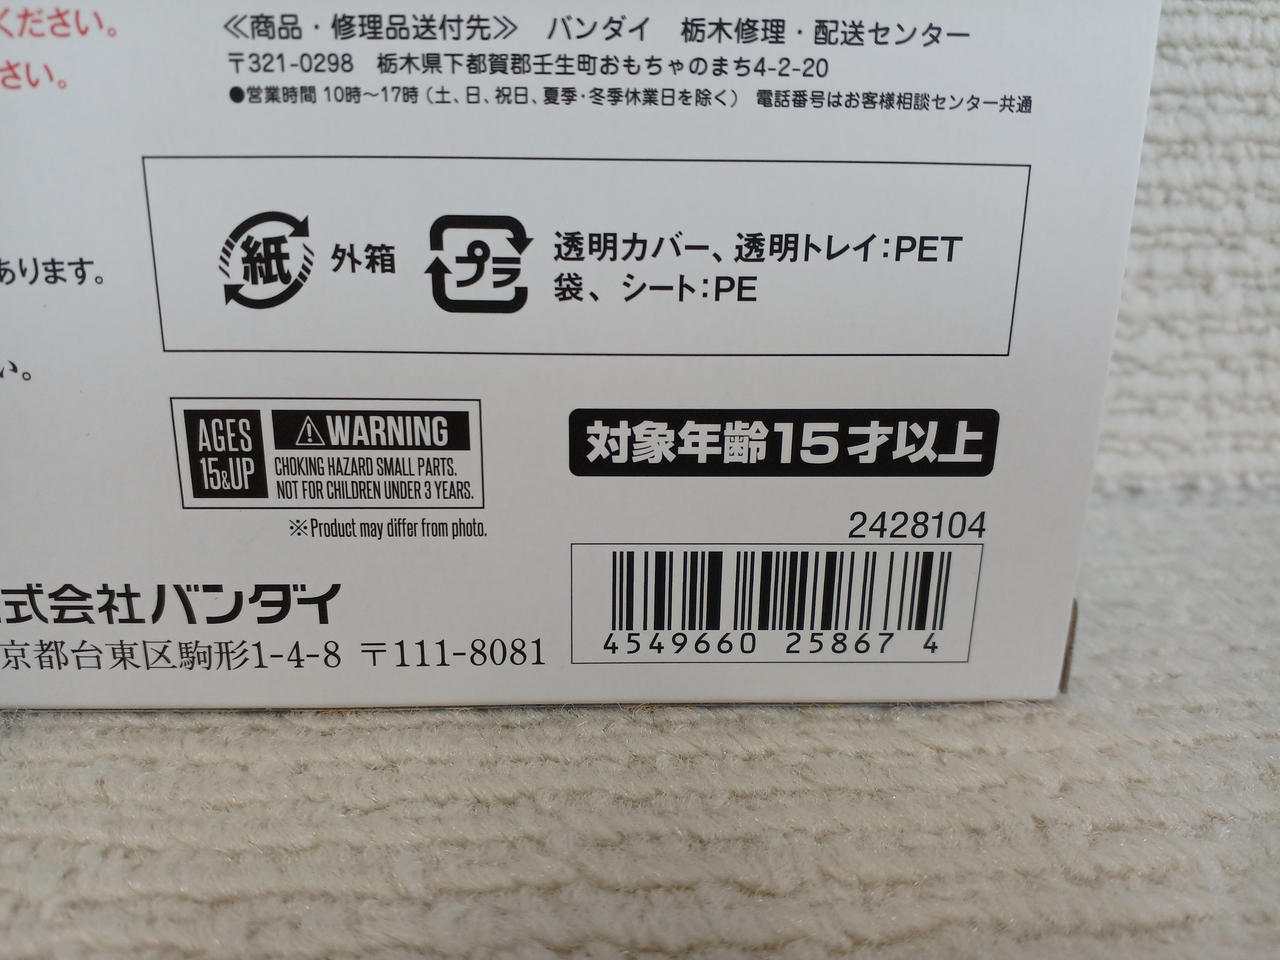 ください。
さい。
≪商品・修理品送付先≫ バンダイ 栃木修理・配送センター
〒321-0298 栃木県下都賀郡壬生町おもちゃのまち4-2-20
●営業時間 10時〜17時（土、日、祝日、夏季・冬季休業日を除く） 電話番号はお客様相談センター共通
あります。
い。
紙 外箱
プラ 透明カバー、透明トレイ：PET
袋、シート：PE
AGES 15&UP
⚠WARNING
CHOKING HAZARD SMALL PARTS.
NOT FOR CHILDREN UNDER 3 YEARS.
※Product may differ from photo.
対象年齢15才以上
2428104
4549660 25867 4
式会社バンダイ
京都台東区駒形1-4-8 〒111-8081